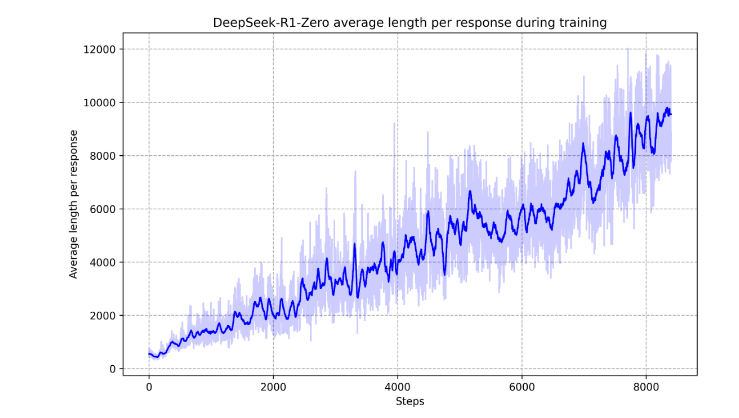 DeepSeek-R1-Zero average length per response during training
12000
10000
8000
6000
4000
2000
0
Average length per response
0 2000 4000 6000 8000
Steps